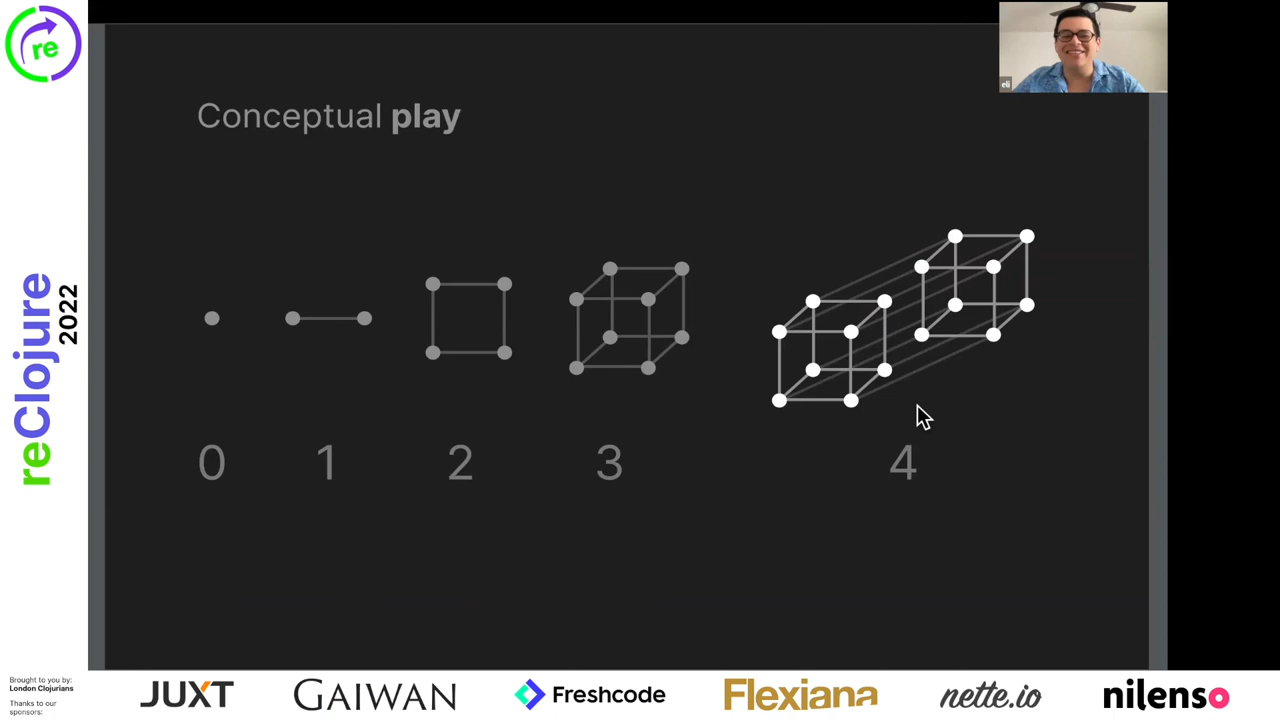 re
eli
Conceptual play
reClojure
2022
0 1 2 3 4
Brought to you by:
London Clojurians
Thanks to our
sponsors:
JUXT
GAIWAN
Freshcode
Flexiana
nette.io
nilenso